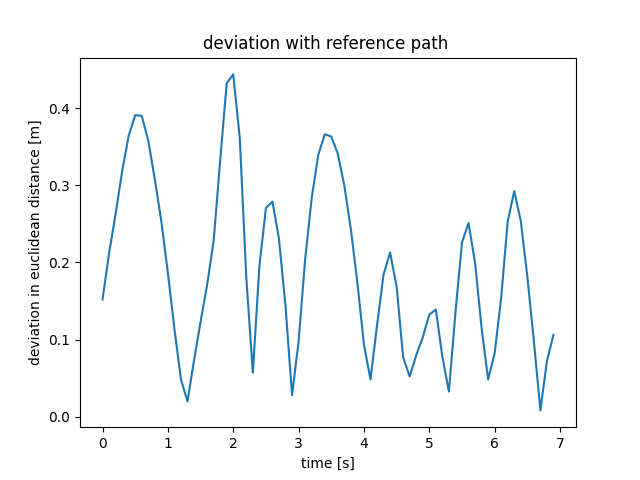 deviation with reference path
deviation in euclidean distance [m]
0.4
0.3
0.2
0.1
0.0
0 1 2 3 4 5 6 7
time [s]